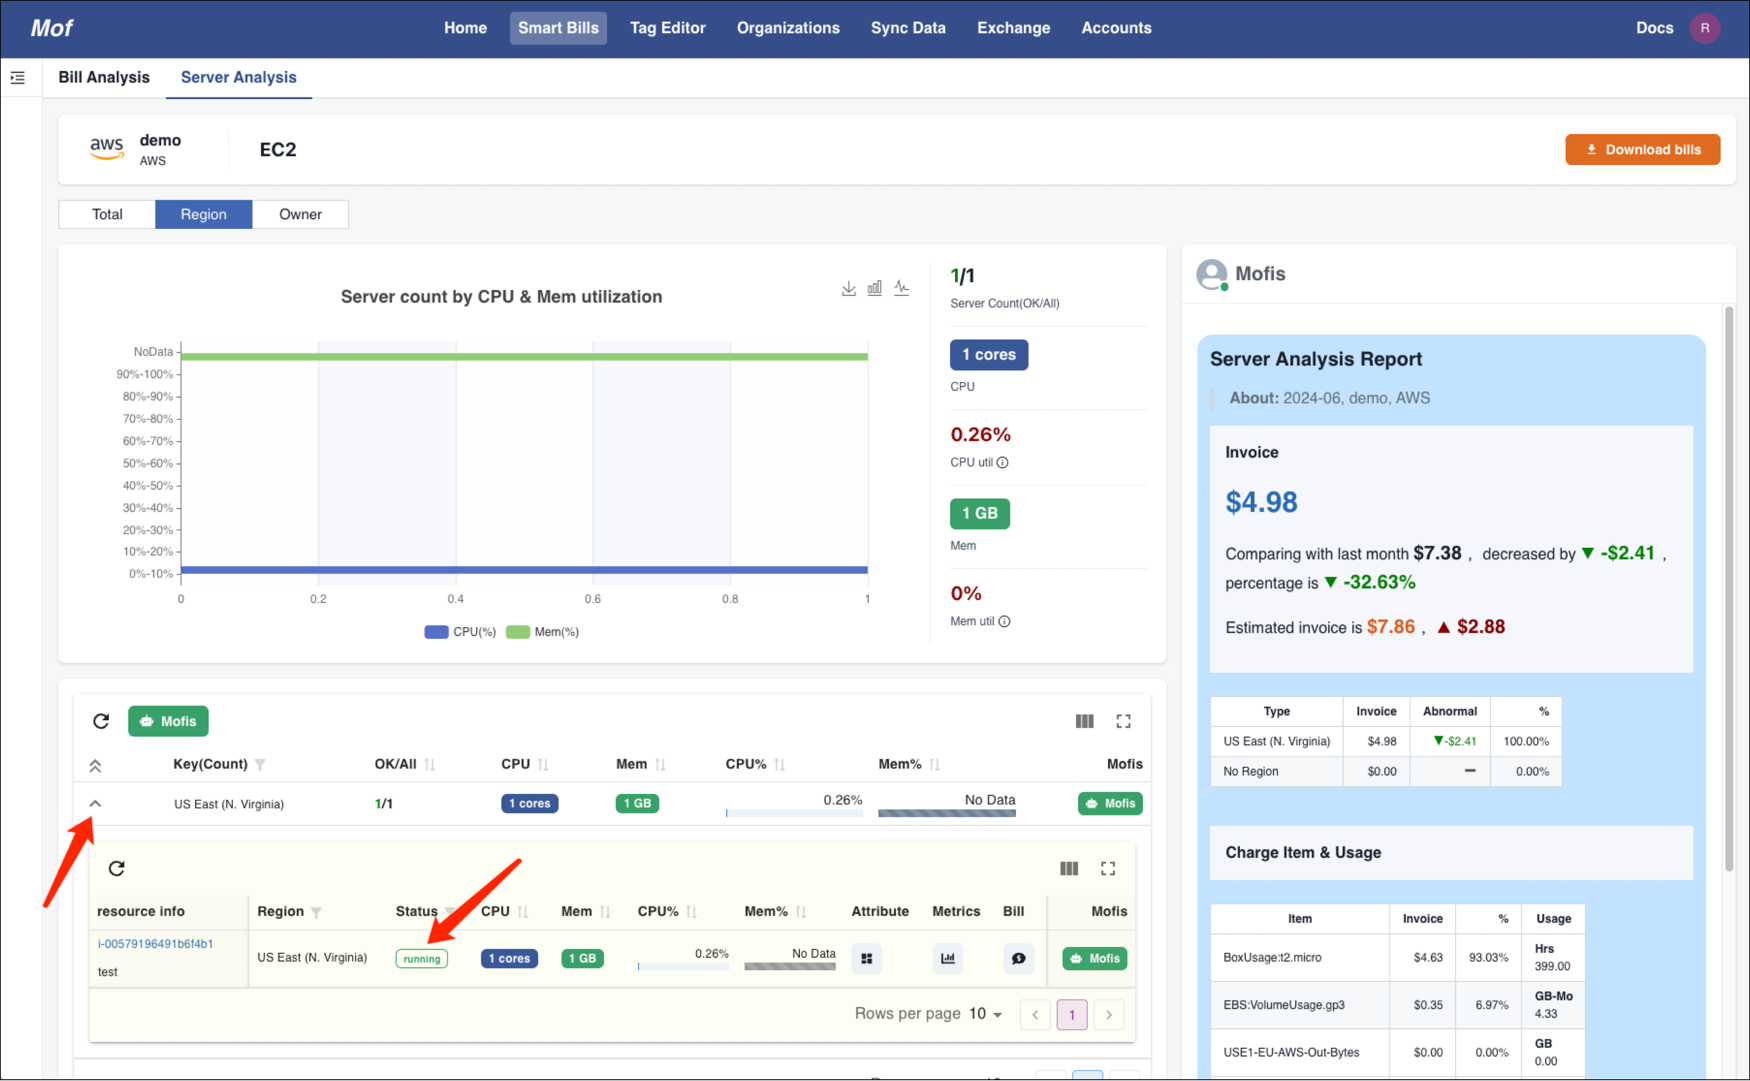 Mof Home Smart Bills Tag Editor Organizations Sync Data Exchange Accounts Docs R
Bill Analysis Server Analysis
aws demo
AWS
EC2
Download bills
Total Region Owner
Server count by CPU & Mem utilization
NoData
90%-100%
80%-90%
70%-80%
60%-70%
50%-60%
40%-50%
30%-40%
20%-30%
10%-20%
0%-10%
0 0.2 0.4 0.6 0.8 1
CPU(%) Mem(%)
1/1
Server Count(OK/All)
1 cores
CPU
0.26%
CPU util
1 GB
Mem
0%
Mem util
Mofis
Key(Count) OK/All CPU Mem CPU% Mem% Mofis
US East (N. Virginia) 1/1 1 cores 1 GB 0.26% No Data Mofis
resource info Region Status CPU Mem CPU% Mem% Attribute Metrics Bill Mofis
i-00579196491b6f4b1
test
US East (N. Virginia) running 1 cores 1 GB 0.26% No Data Mofis
Rows per page 10 1
Mofis
Server Analysis Report
About: 2024-06, demo, AWS
Invoice
$4.98
Comparing with last month $7.38 , decreased by ▼ -$2.41 ,
percentage is ▼ -32.63%
Estimated invoice is $7.86 , ▲ $2.88
Type Invoice Abnormal %
US East (N. Virginia) $4.98 ▼-$2.41 100.00%
No Region $0.00 — 0.00%
Charge Item & Usage
Item Invoice % Usage
BoxUsage:t2.micro $4.63 93.03% Hrs
399.00
EBS:VolumeUsage.gp3 $0.35 6.97% GB-Mo
4.33
USE1-EU-AWS-Out-Bytes $0.00 0.00% GB
0.00